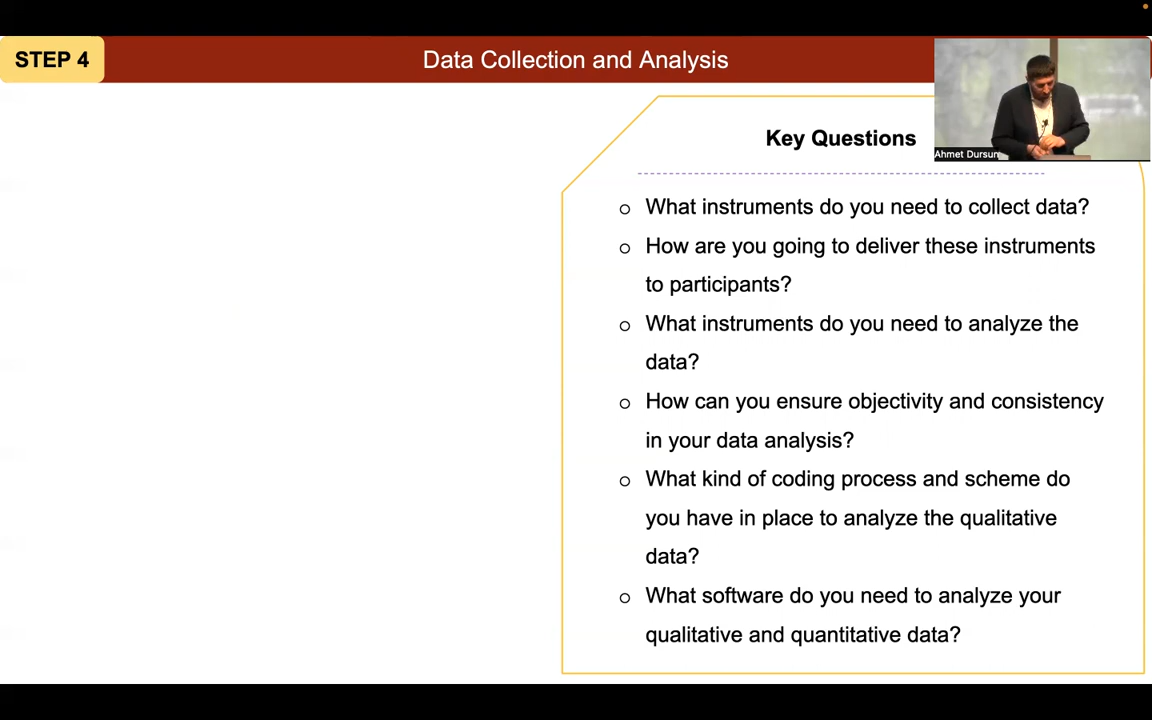 STEP 4
Data Collection and Analysis
Ahmet Dursun
Key Questions
o What instruments do you need to collect data?
o How are you going to deliver these instruments
to participants?
o What instruments do you need to analyze the
data?
o How can you ensure objectivity and consistency
in your data analysis?
o What kind of coding process and scheme do
you have in place to analyze the qualitative
data?
o What software do you need to analyze your
qualitative and quantitative data?